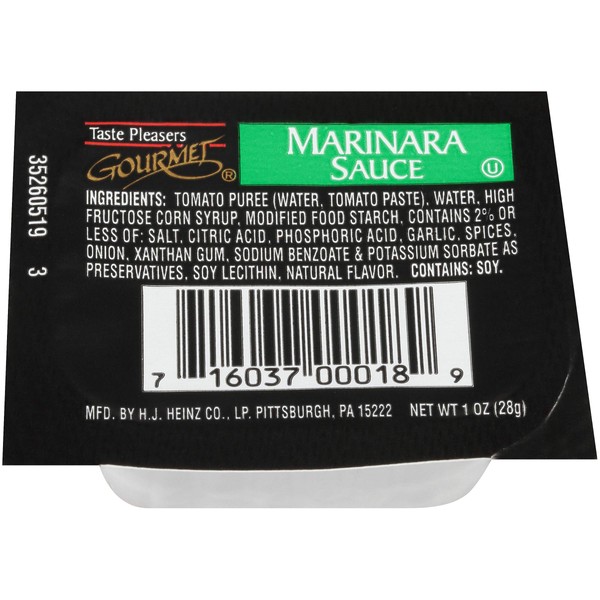 Taste Pleasers
GOURMET®
MARINARA
SAUCE
U
INGREDIENTS: TOMATO PUREE (WATER, TOMATO PASTE), WATER, HIGH
FRUCTOSE CORN SYRUP, MODIFIED FOOD STARCH, CONTAINS 2% OR
LESS OF: SALT, CITRIC ACID, PHOSPHORIC ACID, GARLIC, SPICES,
ONION, XANTHAN GUM, SODIUM BENZOATE & POTASSIUM SORBATE AS
PRESERVATIVES, SOY LECITHIN, NATURAL FLAVOR. CONTAINS: SOY.
7 16037 00018 9
MFD. BY H.J. HEINZ CO., LP. PITTSBURGH, PA 15222 NET WT 1 OZ (28g)
35260519 3